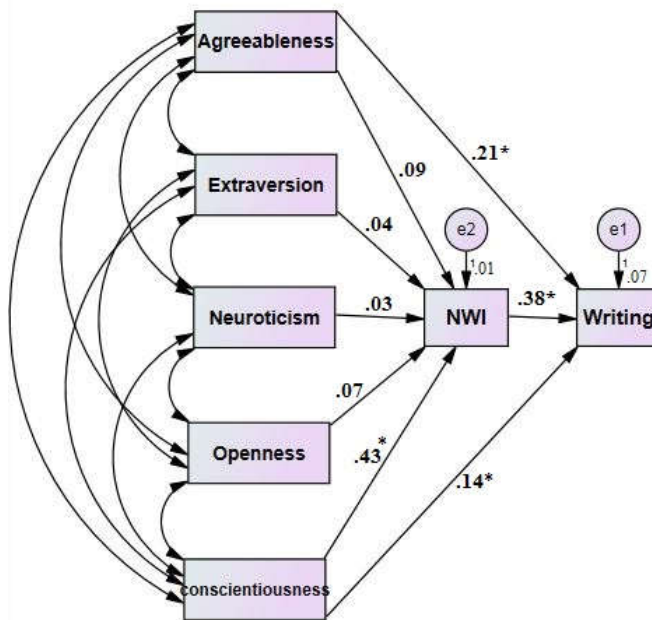 Agreeableness
.21*
.09
Extraversion
.04
e2
e1
1
.01
1
.07
Neuroticism
.03
NWI
.38*
Writing
.07
Openness
.43*
.14*
conscientiousness